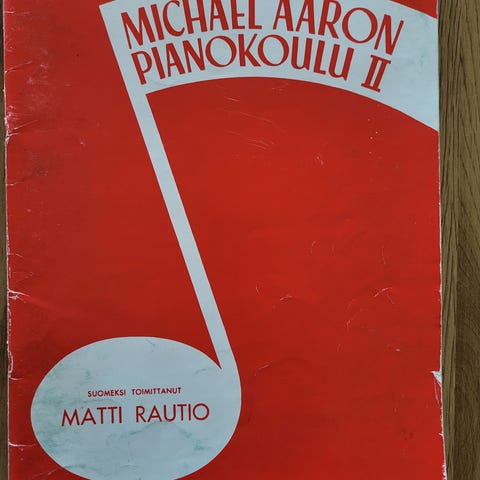 MICHAEL AARON
PIANOKOULU II
SUOMEKSI TOIMITTANUT
MATTI RAUTIO